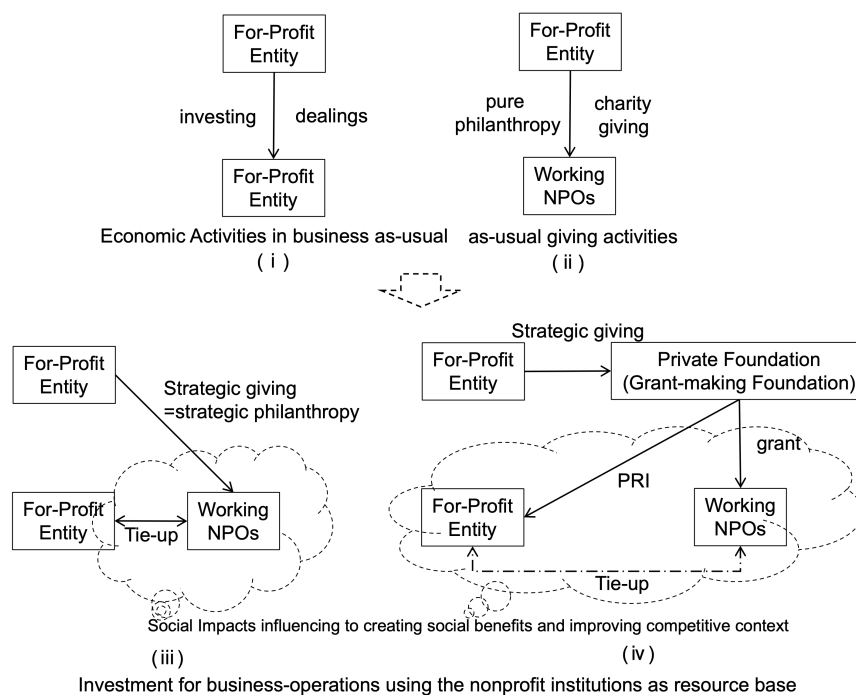 For-Profit
Entity
investing
dealings
For-Profit
Entity
Economic Activities in business as-usual
( i )
For-Profit
Entity
pure
philanthropy
charity
giving
Working
NPOs
as-usual giving activities
( ii )
For-Profit
Entity
Strategic giving
=strategic philanthropy
For-Profit
Entity
Tie-up
Working
NPOs
Strategic giving
For-Profit
Entity
Private Foundation
(Grant-making Foundation)
grant
PRI
For-Profit
Entity
Working
NPOs
Tie-up
Social Impacts influencing to creating social benefits and improving competitive context
(iii)
(iv)
Investment for business-operations using the nonprofit institutions as resource base